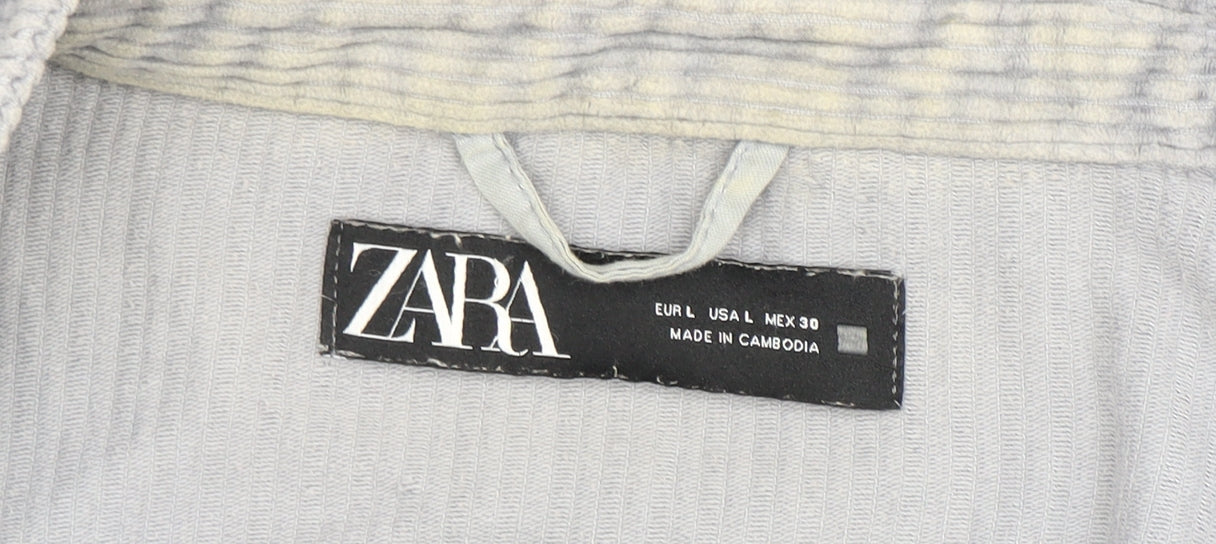 ZARA
EUR L USA L MEX 30
MADE IN CAMBODIA